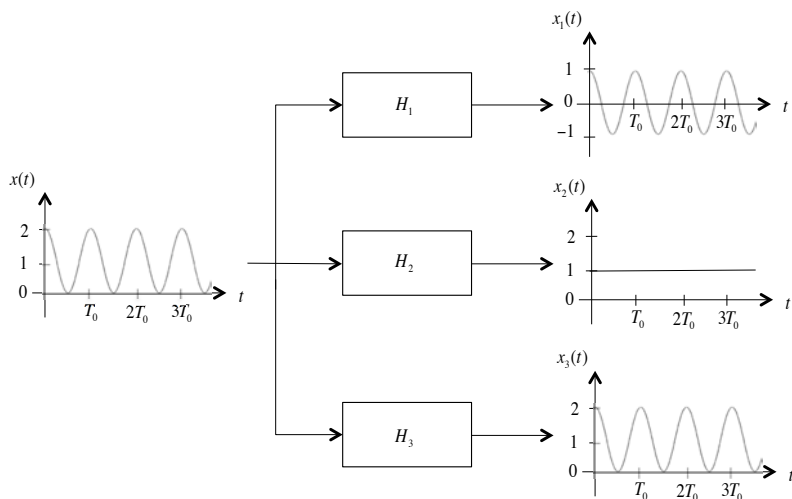 x(t)
2
1
0
T₀
2T₀
3T₀
t
H₁
x₁(t)
1
0
−1
T₀
2T₀
3T₀
t
H₂
x₂(t)
2
1
0
T₀
2T₀
3T₀
t
H₃
x₃(t)
2
1
0
T₀
2T₀
3T₀
t